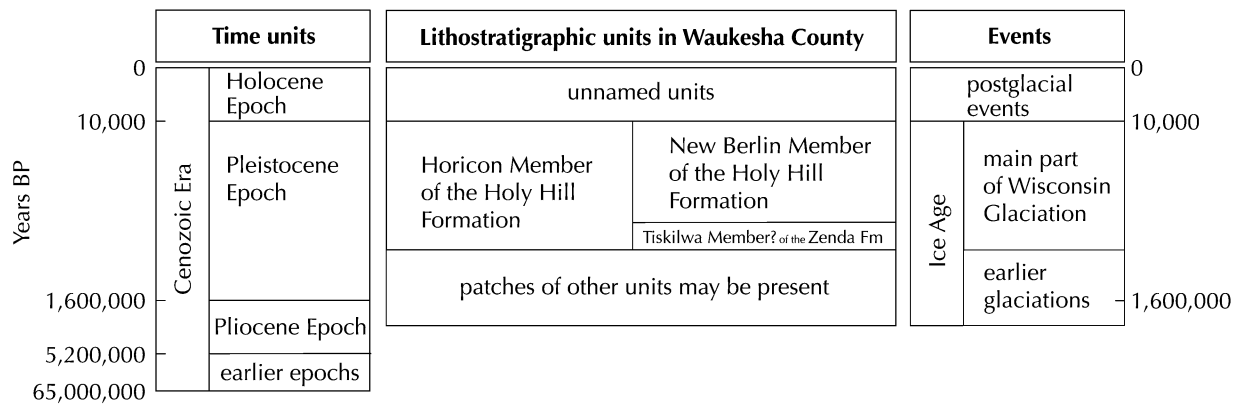 Time units
Lithostratigraphic units in Waukesha County
Events
Years BP
0
10,000
1,600,000
5,200,000
65,000,000
Cenozoic Era
Holocene
Epoch
Pleistocene
Epoch
Pliocene Epoch
earlier epochs
unnamed units
Horicon Member
of the Holy Hill
Formation
New Berlin Member
of the Holy Hill
Formation
Tiskilwa Member? of the Zenda Fm
patches of other units may be present
postglacial
events
Ice Age
main part
of Wisconsin
Glaciation
earlier
glaciations
0
10,000
1,600,000